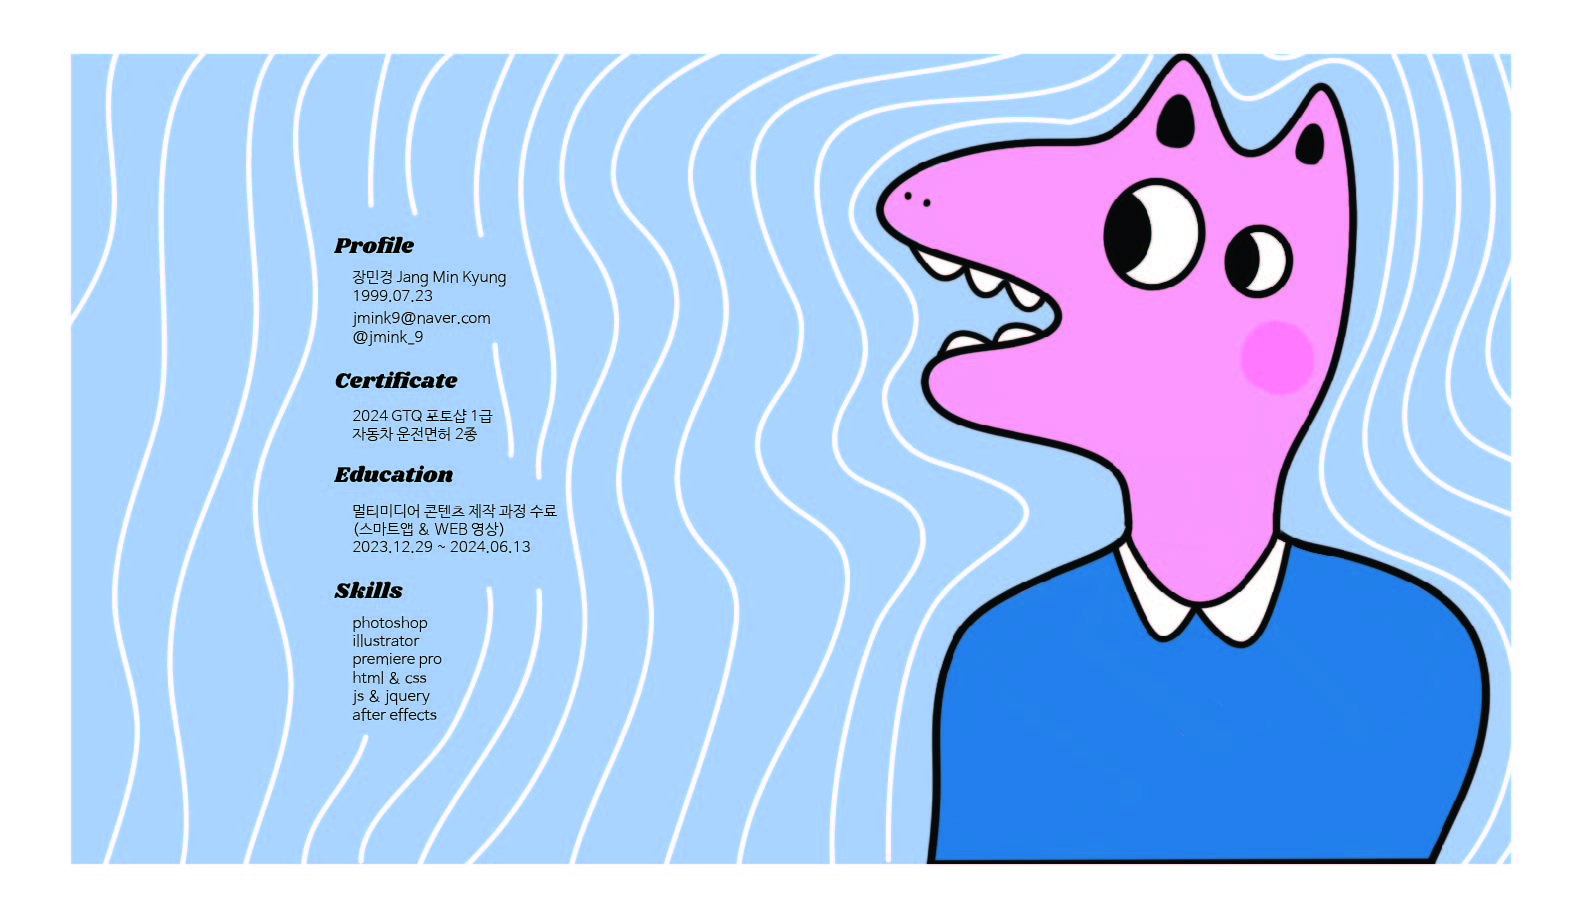 Profile
장민경 Jang Min Kyung
1999.07.23
jmink9@naver.com
@jmink_9
Certificate
2024 GTQ 포토샵 1급
자동차 운전면허 2종
Education
멀티미디어 콘텐츠 제작 과정 수료
(스마트앱 & WEB 영상)
2023.12.29 ~ 2024.06.13
Skills
photoshop
illustrator
premiere pro
html & css
js & jquery
after effects